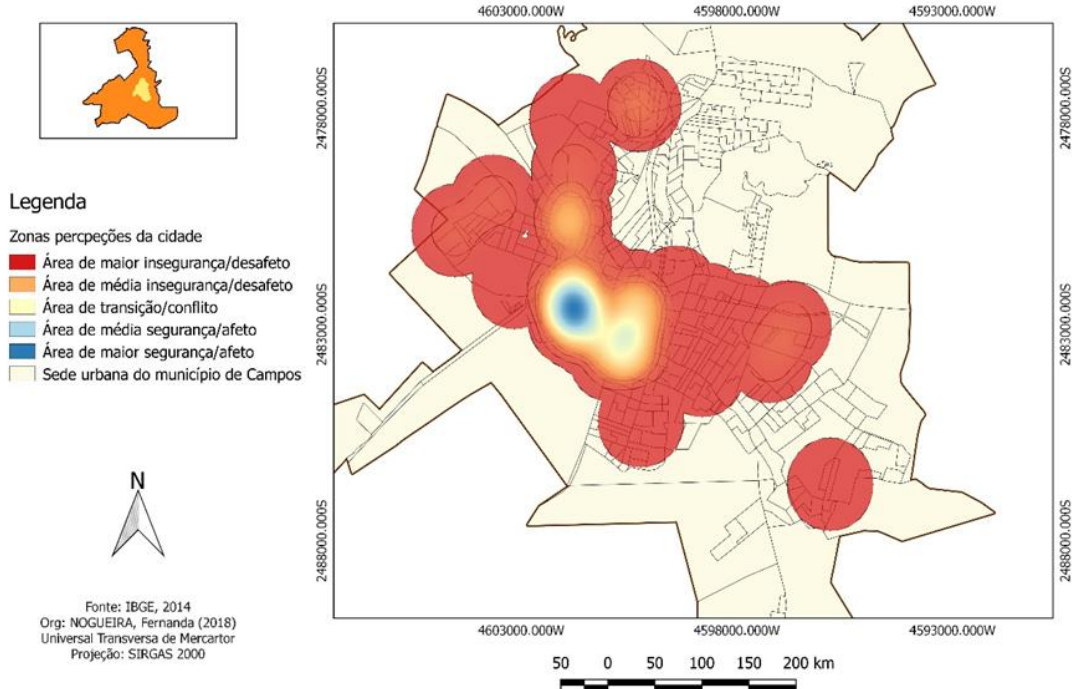 4603000.000W 4598000.000W 4593000.000W
2478000.000S
2483000.000S
2488000.000S
Legenda
Zonas percpeções da cidade
Área de maior insegurança/desafeto
Área de média insegurança/desafeto
Área de transição/conflito
Área de média segurança/afeto
Área de maior segurança/afeto
Sede urbana do município de Campos
N
Fonte: IBGE, 2014
Org: NOGUEIRA, Fernanda (2018)
Universal Transversa de Mercartor
Projeção: SIRGAS 2000
2478000.000S
2483000.000S
2488000.000S
4603000.000W 4598000.000W 4593000.000W
50 0 50 100 150 200 km